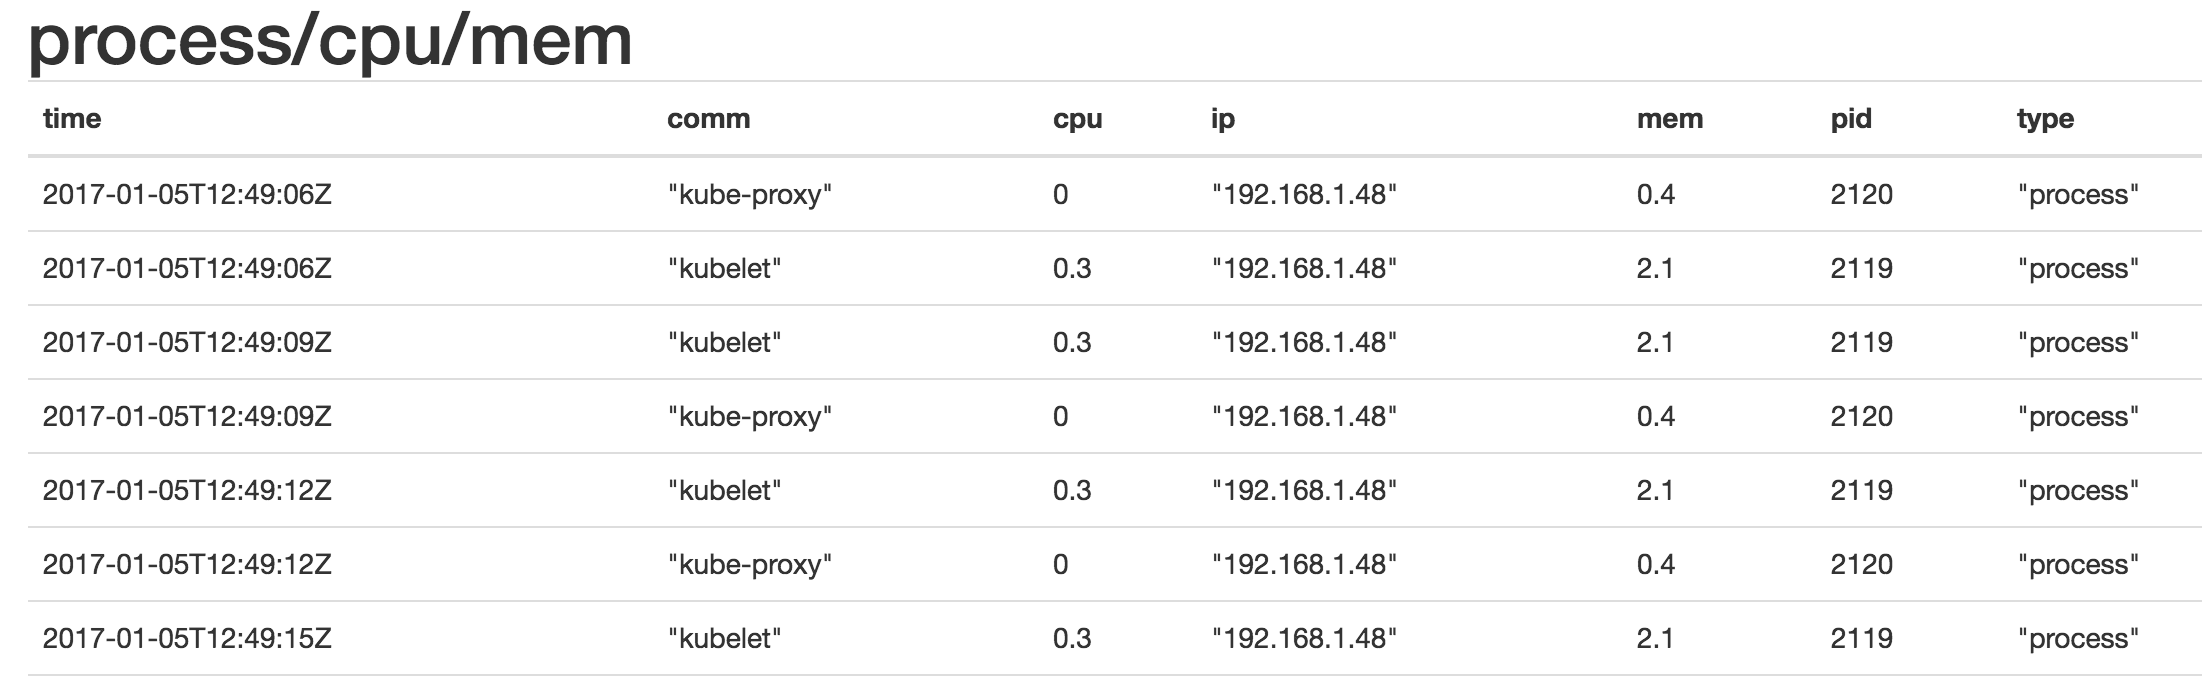 process/cpu/mem
time comm cpu ip mem pid type
2017-01-05T12:49:06Z "kube-proxy" 0 "192.168.1.48" 0.4 2120 "process"
2017-01-05T12:49:06Z "kubelet" 0.3 "192.168.1.48" 2.1 2119 "process"
2017-01-05T12:49:09Z "kubelet" 0.3 "192.168.1.48" 2.1 2119 "process"
2017-01-05T12:49:09Z "kube-proxy" 0 "192.168.1.48" 0.4 2120 "process"
2017-01-05T12:49:12Z "kubelet" 0.3 "192.168.1.48" 2.1 2119 "process"
2017-01-05T12:49:12Z "kube-proxy" 0 "192.168.1.48" 0.4 2120 "process"
2017-01-05T12:49:15Z "kubelet" 0.3 "192.168.1.48" 2.1 2119 "process"